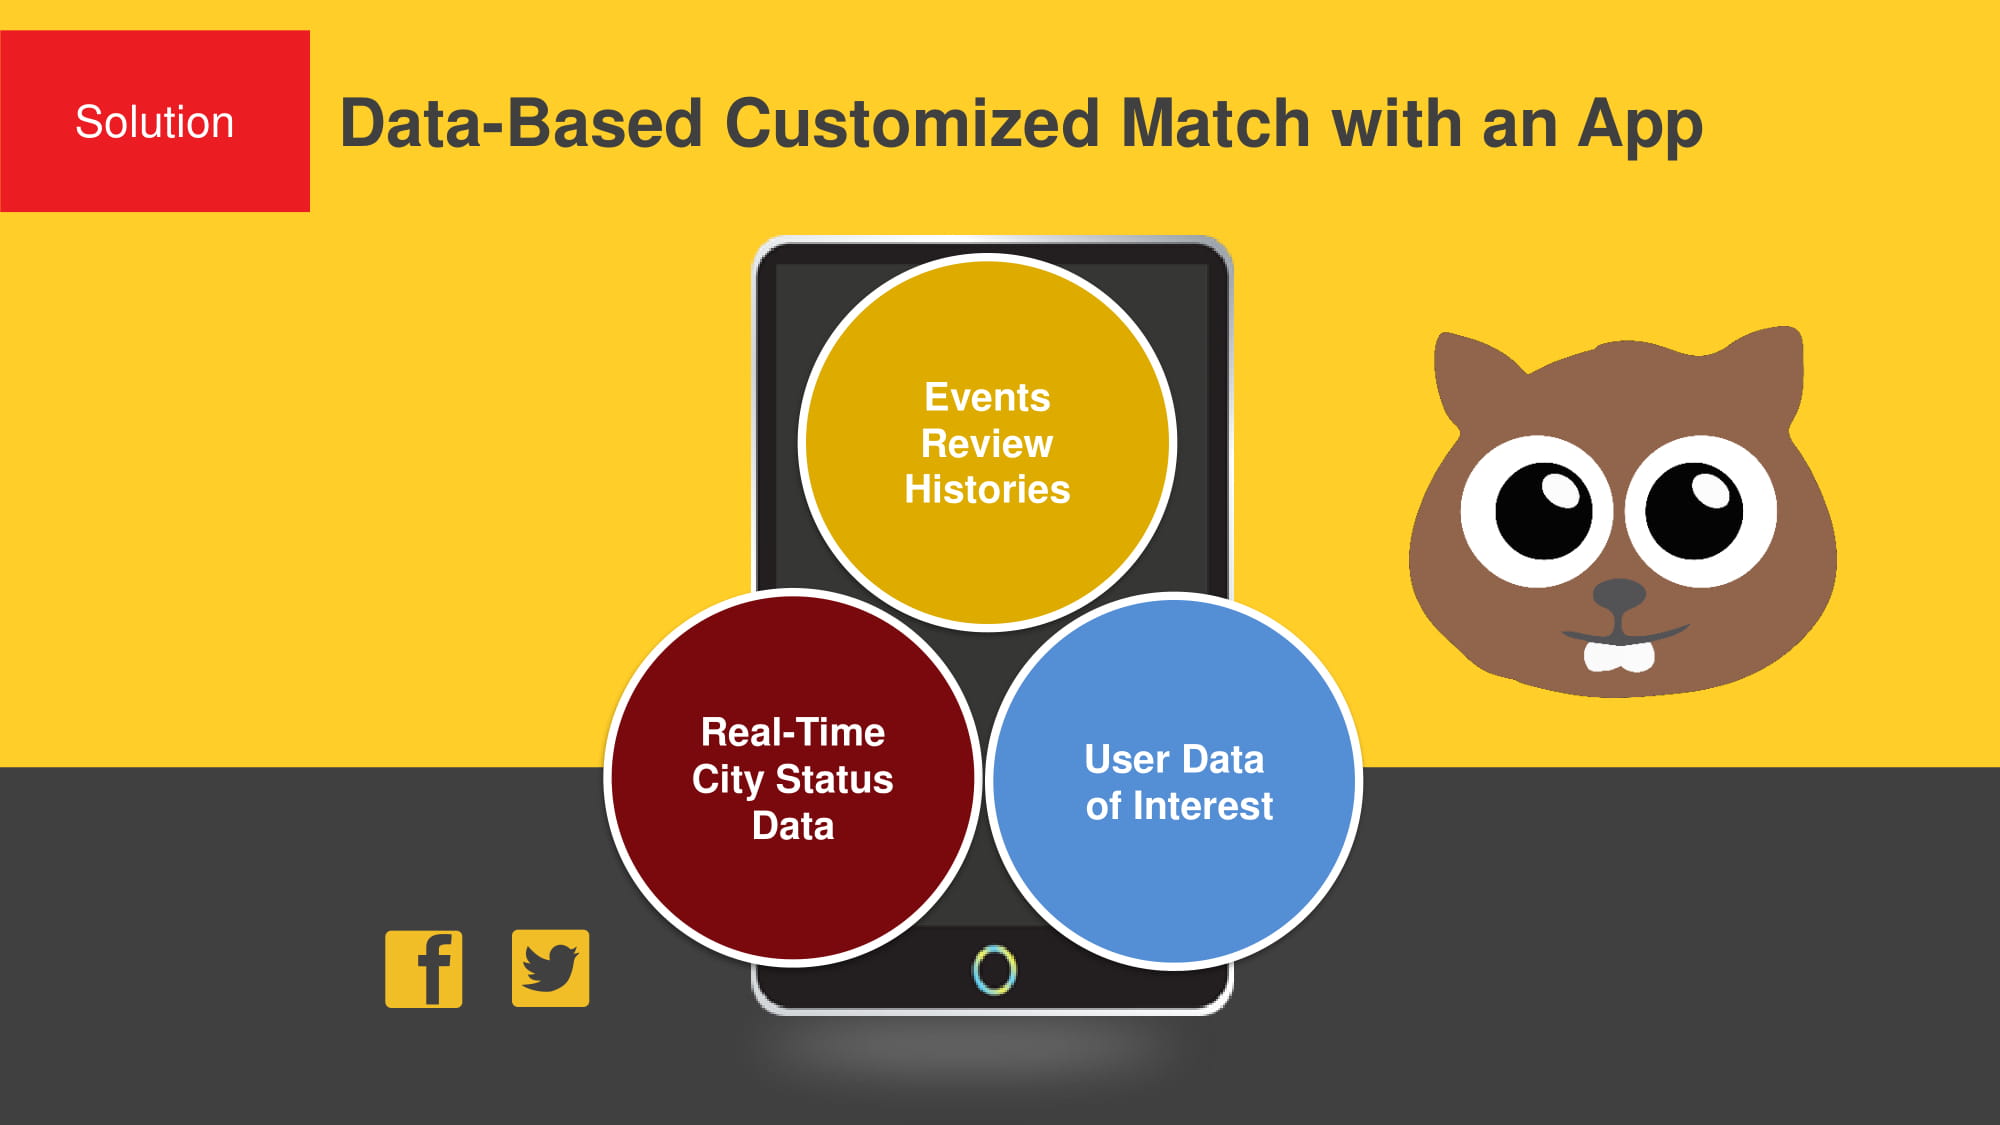 Solution
Data-Based Customized Match with an App
Events
Review
Histories
Real-Time
City Status
Data
User Data
of Interest